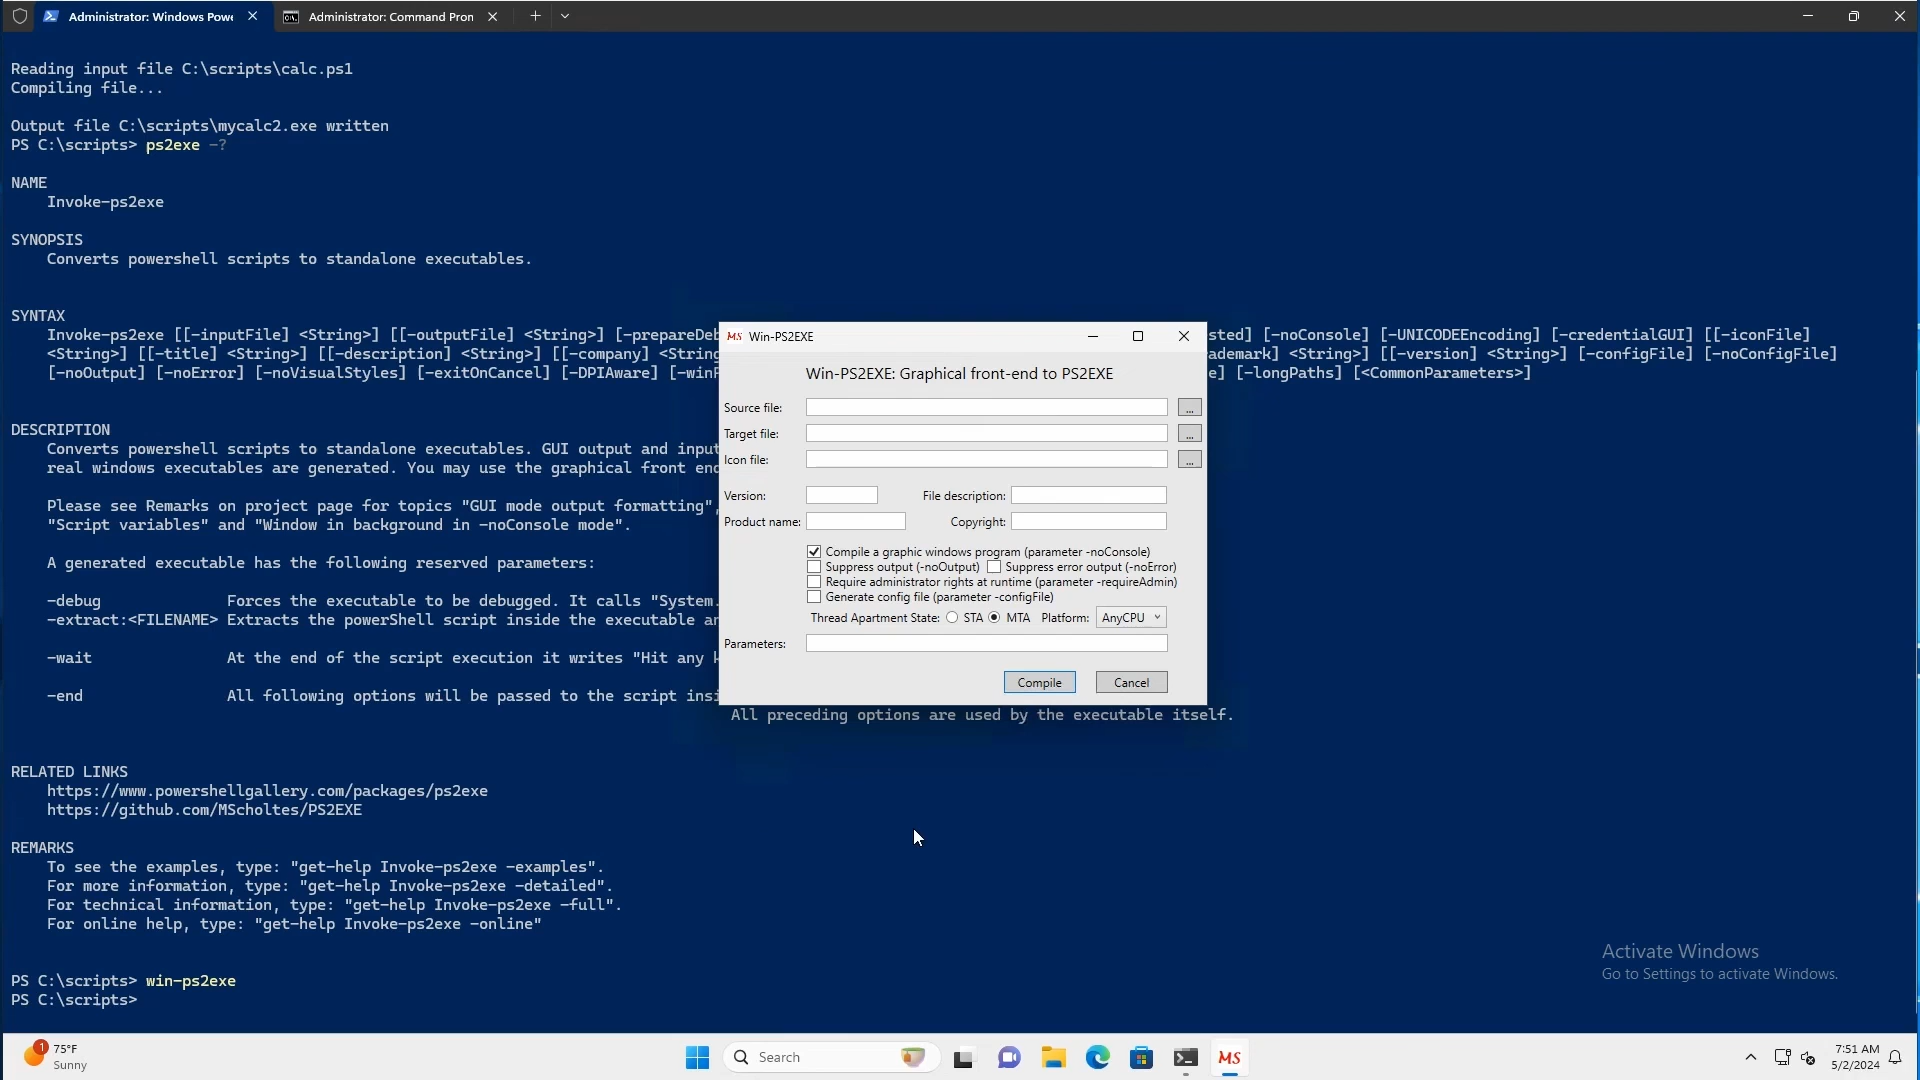 Administrator: Windows Powe
Administrator: Command Pron
Reading input file C:\scripts\calc.ps1
Compiling file...
Output file C:\scripts\mycalc2.exe written
PS C:\scripts> ps2exe -?
NAME
Invoke-ps2exe
SYNOPSIS
Converts powershell scripts to standalone executables.
SYNTAX
Invoke-ps2exe [[-inputFile] <String>] [[-outputFile] <String>] [-prepareDeb
sted] [-noConsole] [-UNICODEEncoding] [-credentialGUI] [[-iconFile]
<String>] [[-title] <String>] [[-description] <String>] [[-company] <String
ademark] <String>] [[-version] <String>] [-configFile] [-noConfigFile]
[-noOutput] [-noError] [-noVisualStyles] [-exitOnCancel] [-DPIAware] [-winF
e] [-longPaths] [<CommonParameters>]
DESCRIPTION
Converts powershell scripts to standalone executables. GUI output and input
real windows executables are generated. You may use the graphical front end
Please see Remarks on project page for topics "GUI mode output formatting",
"Script variables" and "Window in background in -noConsole mode".
A generated executable has the following reserved parameters:
-debug Forces the executable to be debugged. It calls "System.
-extract:<FILENAME> Extracts the powerShell script inside the executable an
-wait At the end of the script execution it writes "Hit any k
-end All following options will be passed to the script insi
All preceding options are used by the executable itself.
RELATED LINKS
https://www.powershellgallery.com/packages/ps2exe
https://github.com/MScholtes/PS2EXE
REMARKS
To see the examples, type: "get-help Invoke-ps2exe -examples".
For more information, type: "get-help Invoke-ps2exe -detailed".
For technical information, type: "get-help Invoke-ps2exe -full".
For online help, type: "get-help Invoke-ps2exe -online"
PS C:\scripts> win-ps2exe
PS C:\scripts>
MS Win-PS2EXE
Win-PS2EXE: Graphical front-end to PS2EXE
Source file: ...
Target file: ...
Icon file: ...
Version: File description:
Product name: Copyright:
Compile a graphic windows program (parameter -noConsole)
Suppress output (-noOutput) Suppress error output (-noError)
Require administrator rights at runtime (parameter -requireAdmin)
Generate config file (parameter -configFile)
Thread Apartment State: STA MTA Platform: AnyCPU
Parameters:
Compile Cancel
Activate Windows
Go to Settings to activate Windows.
1 75°F
Sunny
Search
MS
7:51 AM
5/2/2024